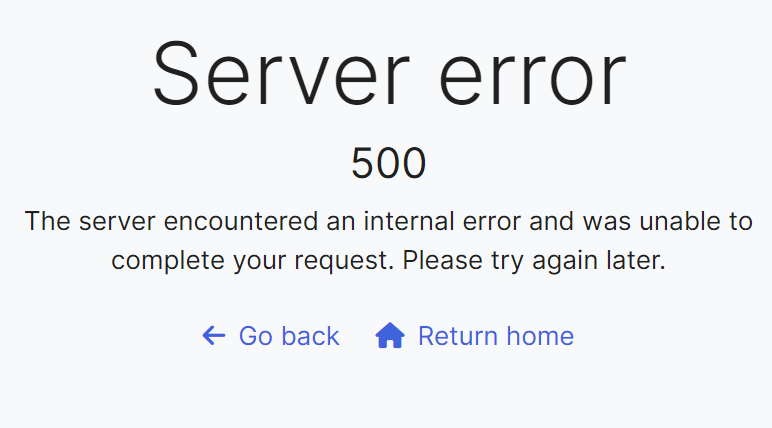 Server error
500
The server encountered an internal error and was unable to
complete your request. Please try again later.
Go back Return home